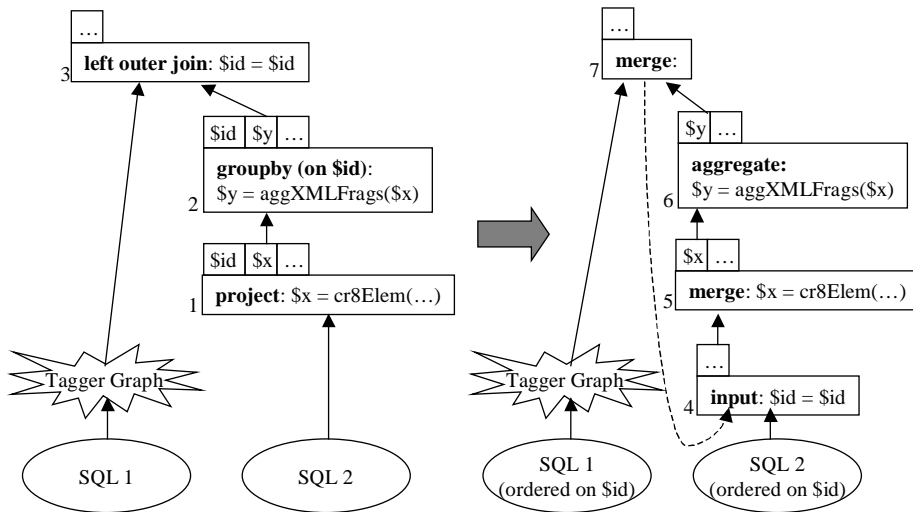 …
left outer join: $id = $id
3
$id $y …
groupby (on $id):
$y = aggXMLFrags($x)
2
$id $x …
project: $x = cr8Elem(…)
1
Tagger Graph
SQL 1
SQL 2
…
merge:
7
$y …
aggregate:
$y = aggXMLFrags($x)
6
$x …
merge: $x = cr8Elem(…)
5
…
input: $id = $id
4
Tagger Graph
SQL 1
(ordered on $id)
SQL 2
(ordered on $id)